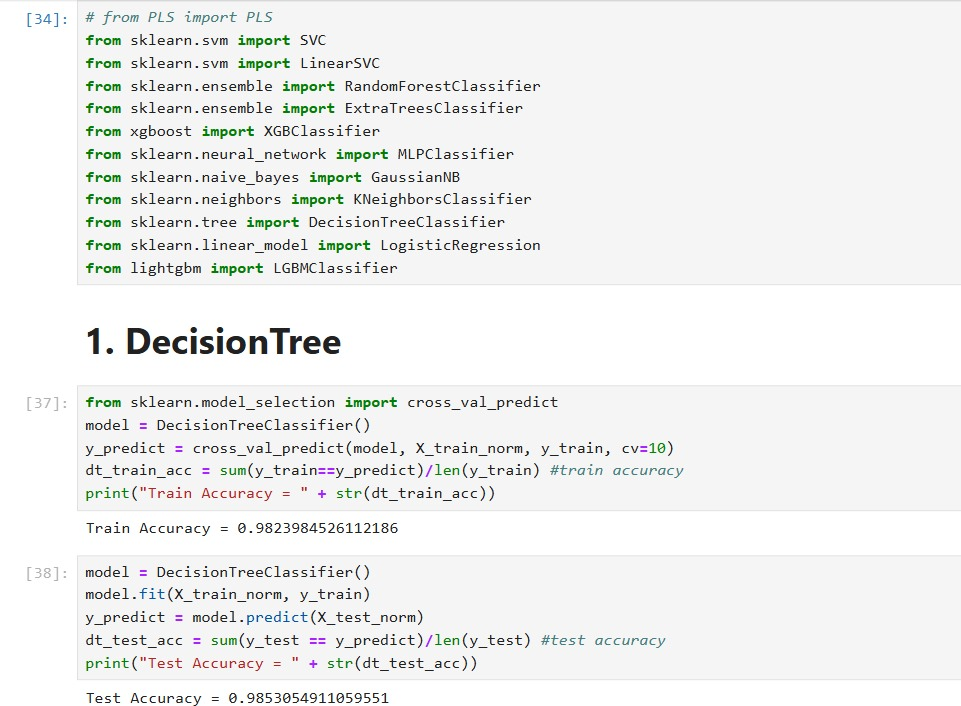 [34]: # from PLS import PLS
from sklearn.svm import SVC
from sklearn.svm import LinearSVC
from sklearn.ensemble import RandomForestClassifier
from sklearn.ensemble import ExtraTreesClassifier
from xgboost import XGBClassifier
from sklearn.neural_network import MLPClassifier
from sklearn.naive_bayes import GaussianNB
from sklearn.neighbors import KNeighborsClassifier
from sklearn.tree import DecisionTreeClassifier
from sklearn.linear_model import LogisticRegression
from lightgbm import LGBMClassifier
1. DecisionTree
[37]: from sklearn.model_selection import cross_val_predict
model = DecisionTreeClassifier()
y_predict = cross_val_predict(model, X_train_norm, y_train, cv=10)
dt_train_acc = sum(y_train==y_predict)/len(y_train) #train accuracy
print("Train Accuracy = " + str(dt_train_acc))
Train Accuracy = 0.9823984526112186
[38]: model = DecisionTreeClassifier()
model.fit(X_train_norm, y_train)
y_predict = model.predict(X_test_norm)
dt_test_acc = sum(y_test == y_predict)/len(y_test) #test accuracy
print("Test Accuracy = " + str(dt_test_acc))
Test Accuracy = 0.9853054911059551